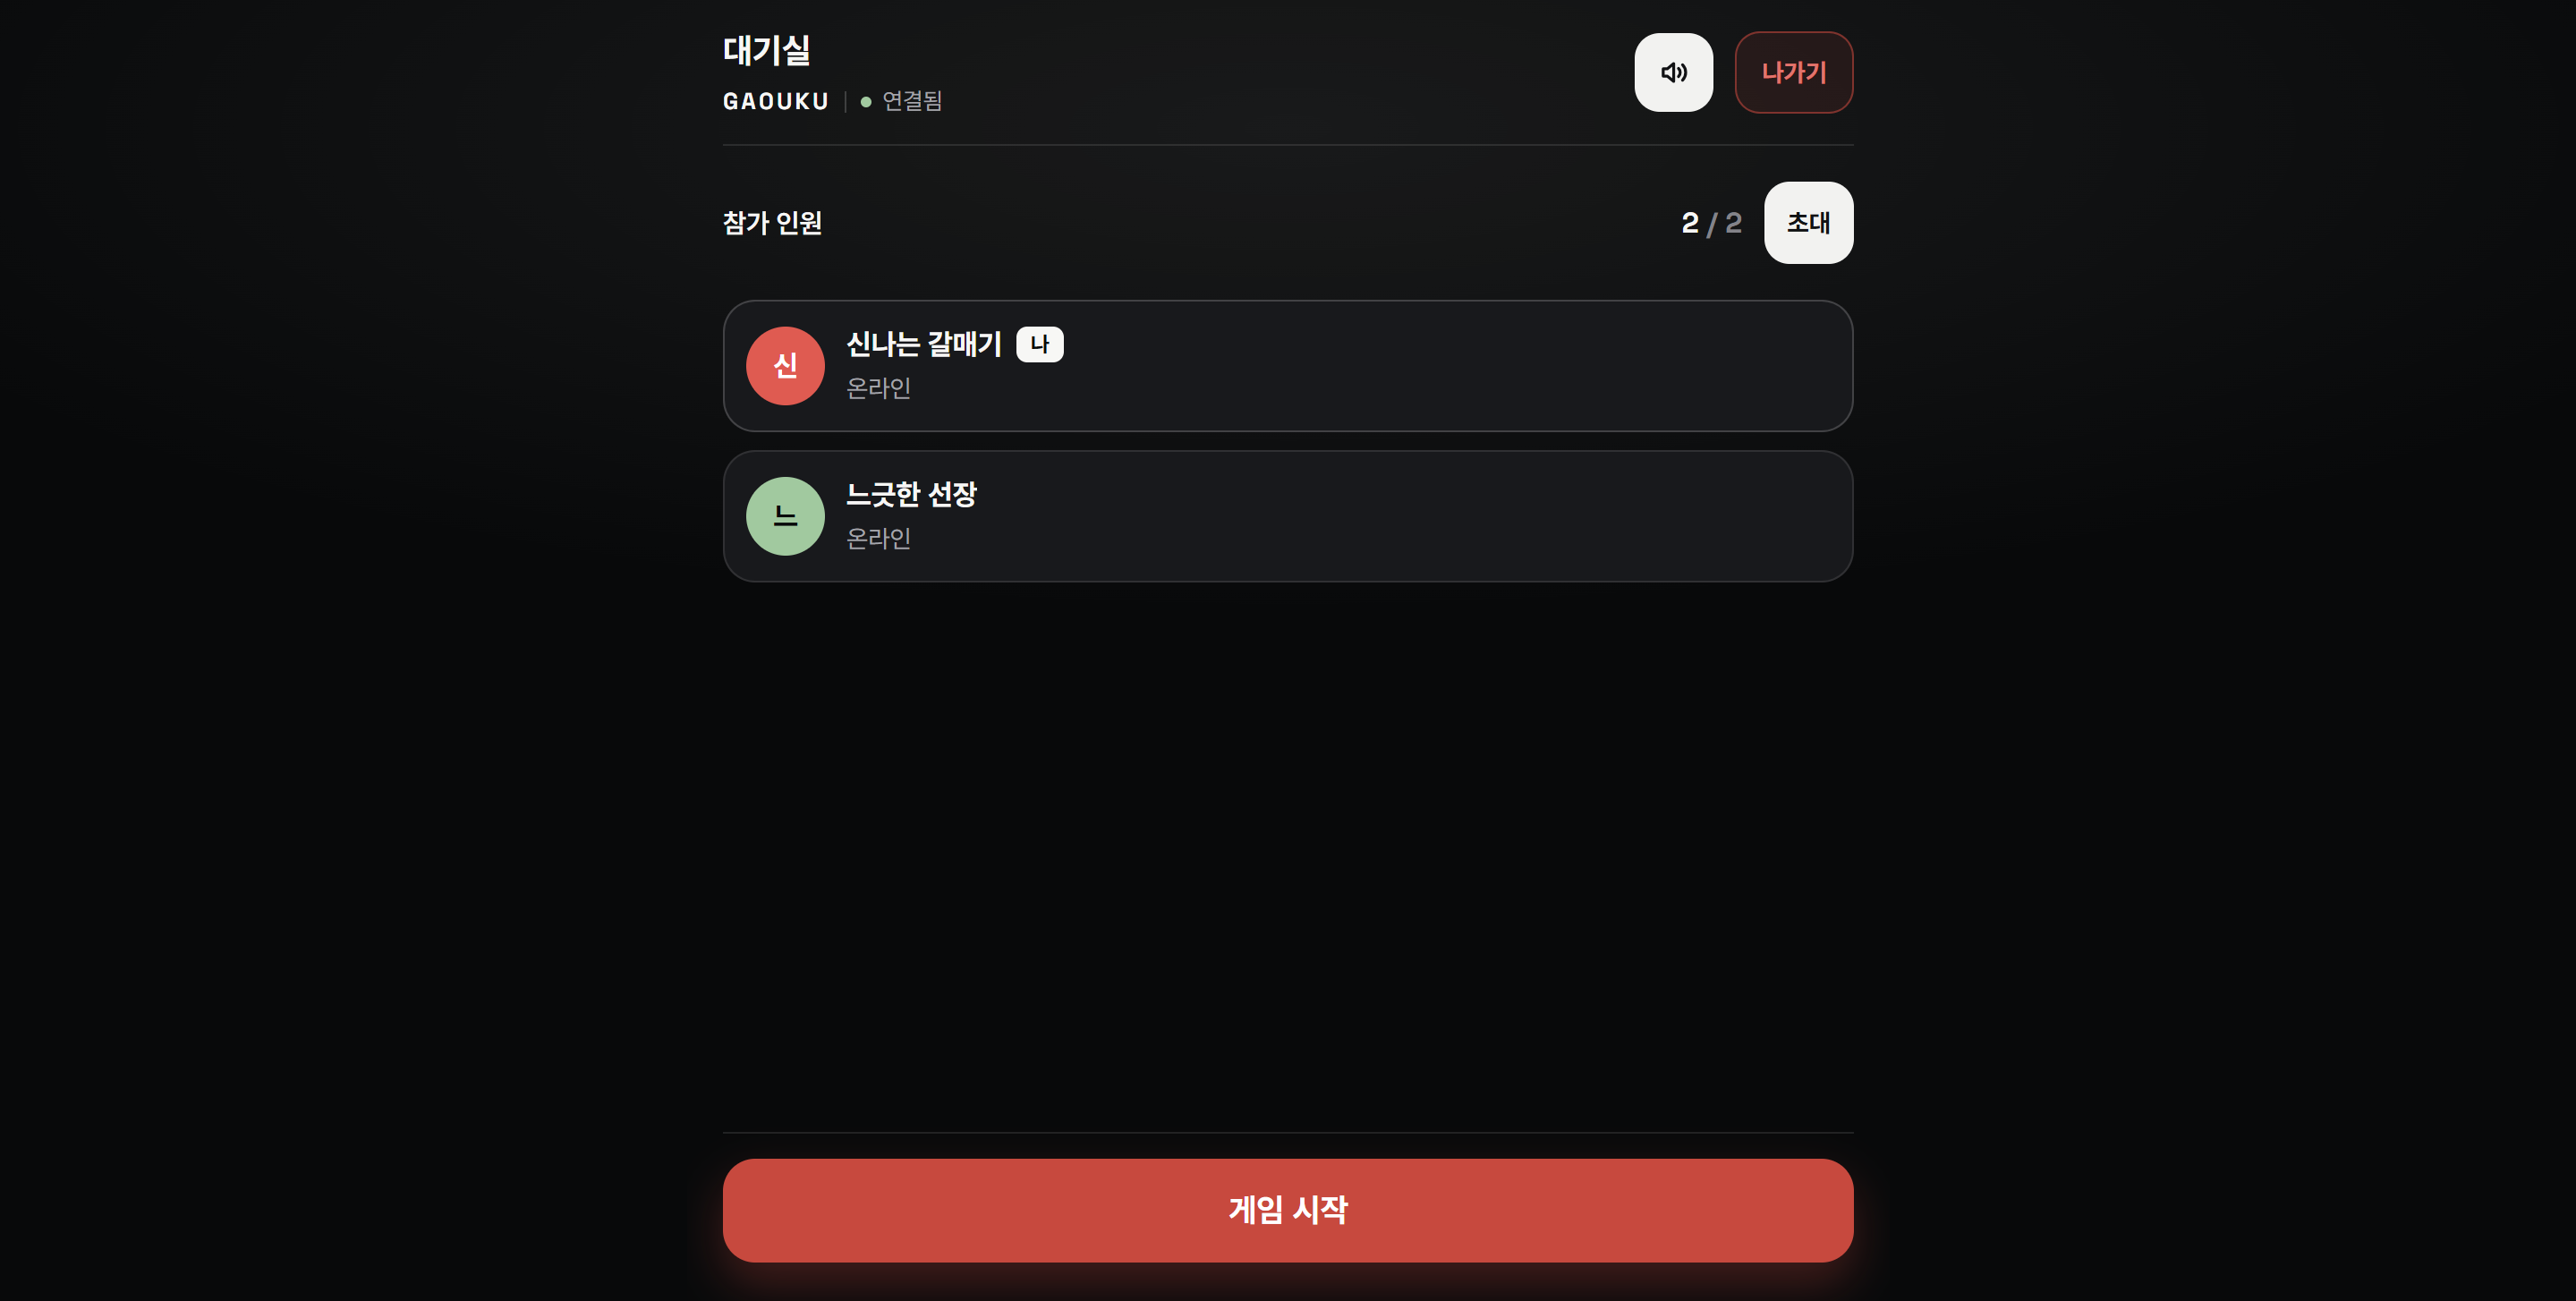 대기실
GAOUKU 연결됨
나가기
참가 인원
2 / 2
초대
신
신나는 갈매기 나
온라인
느
느긋한 선장
온라인
게임 시작